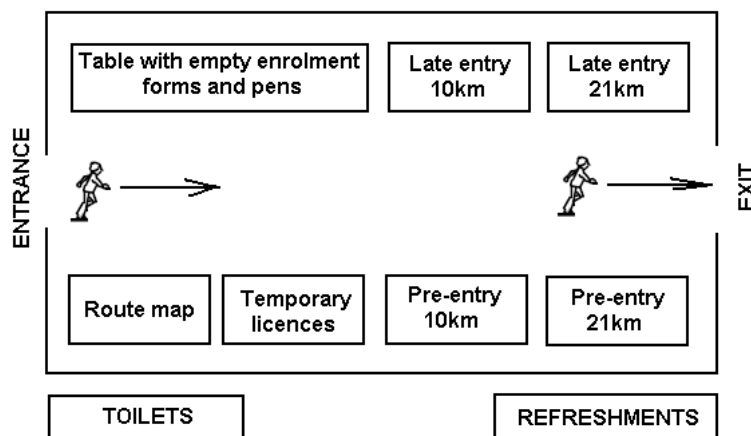 Table with empty enrolment
forms and pens
Late entry
10km
Late entry
21km
ENTRANCE
EXIT
Route map
Temporary
licences
Pre-entry
10km
Pre-entry
21km
TOILETS
REFRESHMENTS